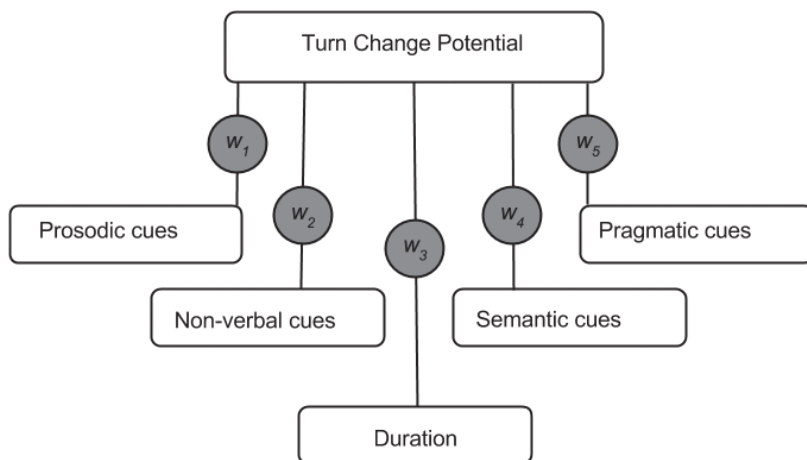 Turn Change Potential
w1
w5
w2
w4
Prosodic cues
Pragmatic cues
w3
Non-verbal cues
Semantic cues
Duration